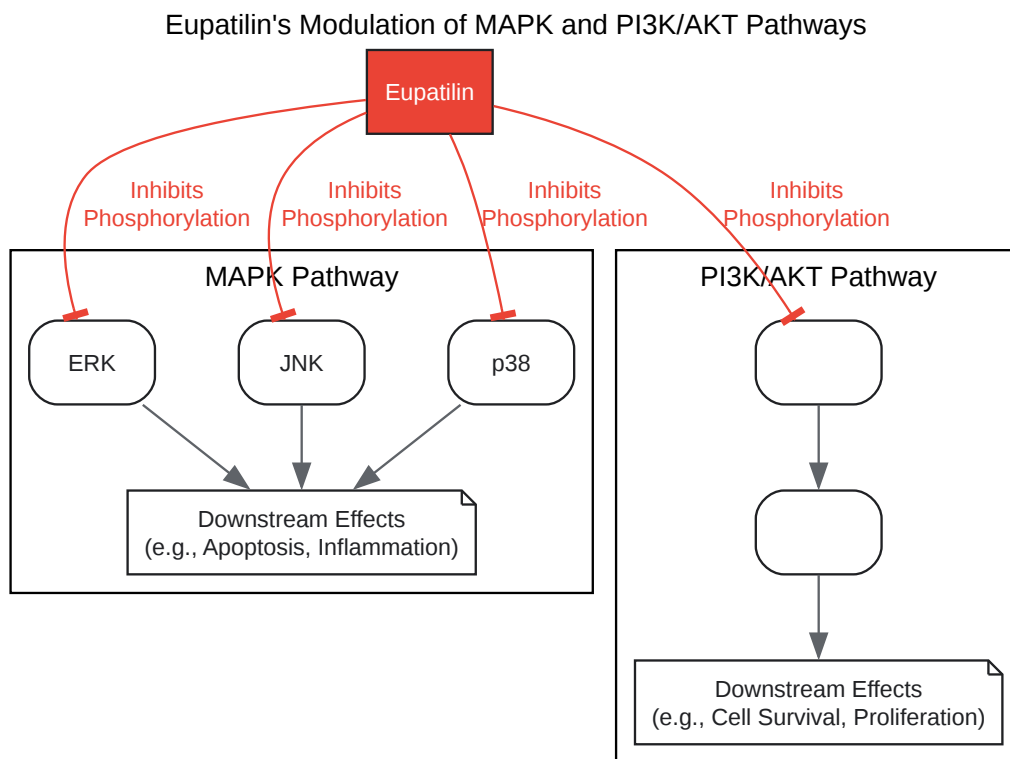 Eupatilin's Modulation of MAPK and PI3K/AKT Pathways
Eupatilin
Inhibits
Phosphorylation
Inhibits
Phosphorylation
Inhibits
Phosphorylation
Inhibits
Phosphorylation
MAPK Pathway
ERK
JNK
p38
Downstream Effects
(e.g., Apoptosis, Inflammation)
PI3K/AKT Pathway
Downstream Effects
(e.g., Cell Survival, Proliferation)